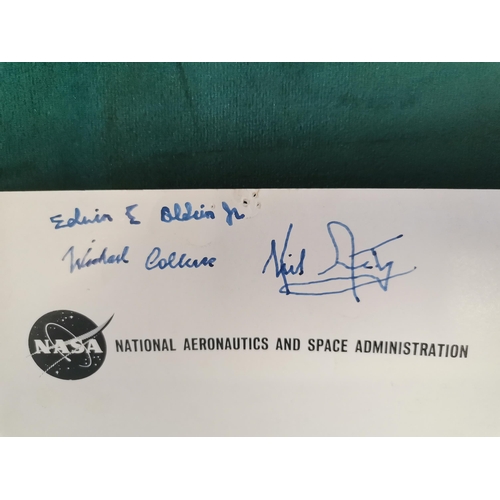 Edwin E Aldrin Jr
Michael Collins Neil
NASA NATIONAL AERONAUTICS AND SPACE ADMINISTRATION